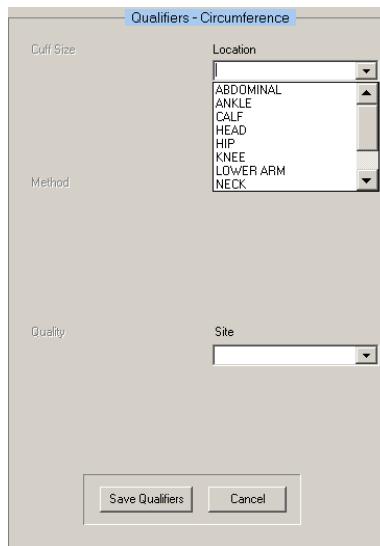 Qualifiers - Circumference
Cuff Size
Location
ABDOMINAL
ANKLE
CALF
HEAD
HIP
KNEE
LOWER ARM
NECK
Method
Quality
Site
Save Qualifiers
Cancel